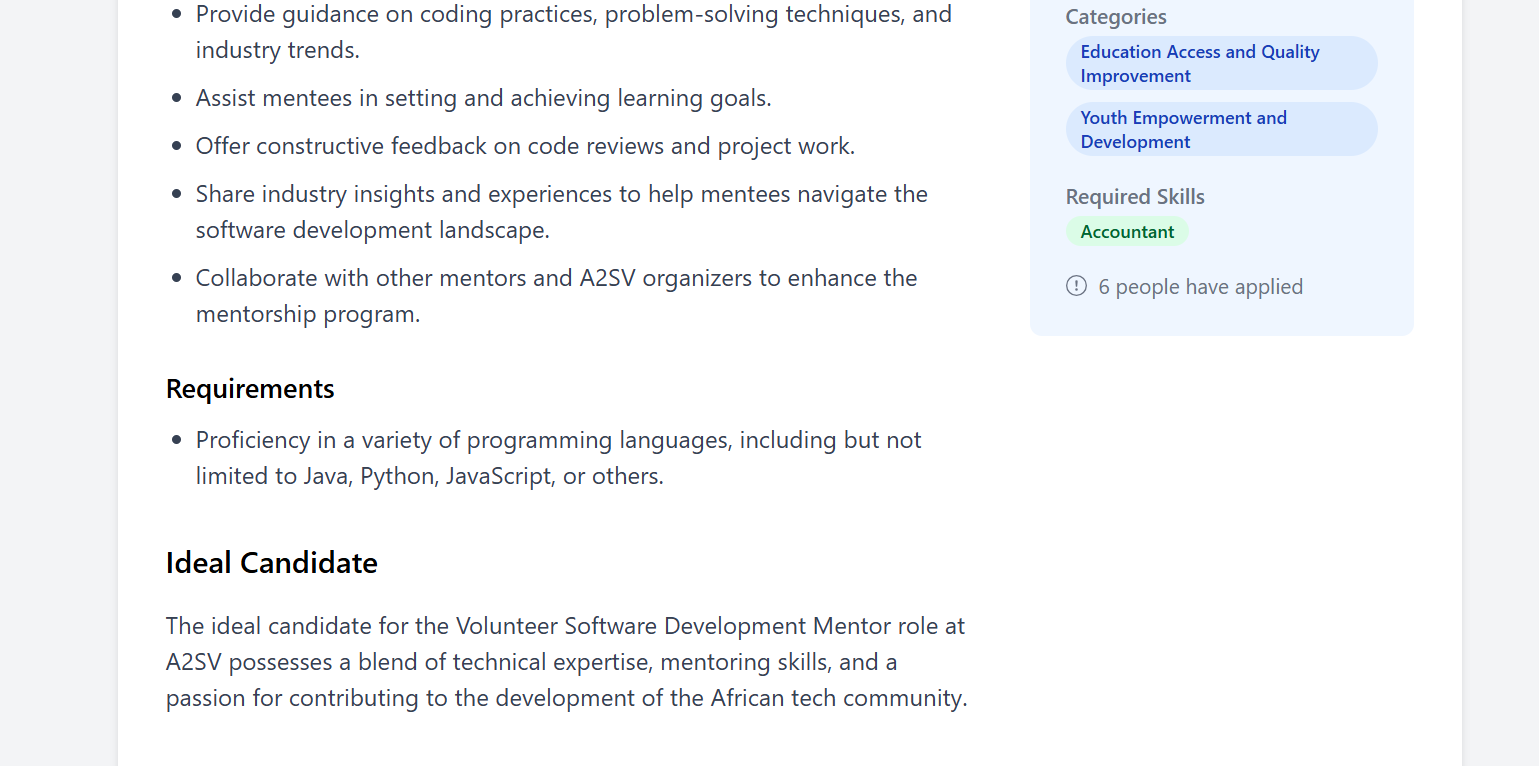 Provide guidance on coding practices, problem-solving techniques, and
industry trends.
Assist mentees in setting and achieving learning goals.
Offer constructive feedback on code reviews and project work.
Share industry insights and experiences to help mentees navigate the
software development landscape.
Collaborate with other mentors and A2SV organizers to enhance the
mentorship program.
Requirements
Proficiency in a variety of programming languages, including but not
limited to Java, Python, JavaScript, or others.
Ideal Candidate
The ideal candidate for the Volunteer Software Development Mentor role at
A2SV possesses a blend of technical expertise, mentoring skills, and a
passion for contributing to the development of the African tech community.
Categories
Education Access and Quality
Improvement
Youth Empowerment and
Development
Required Skills
Accountant
6 people have applied